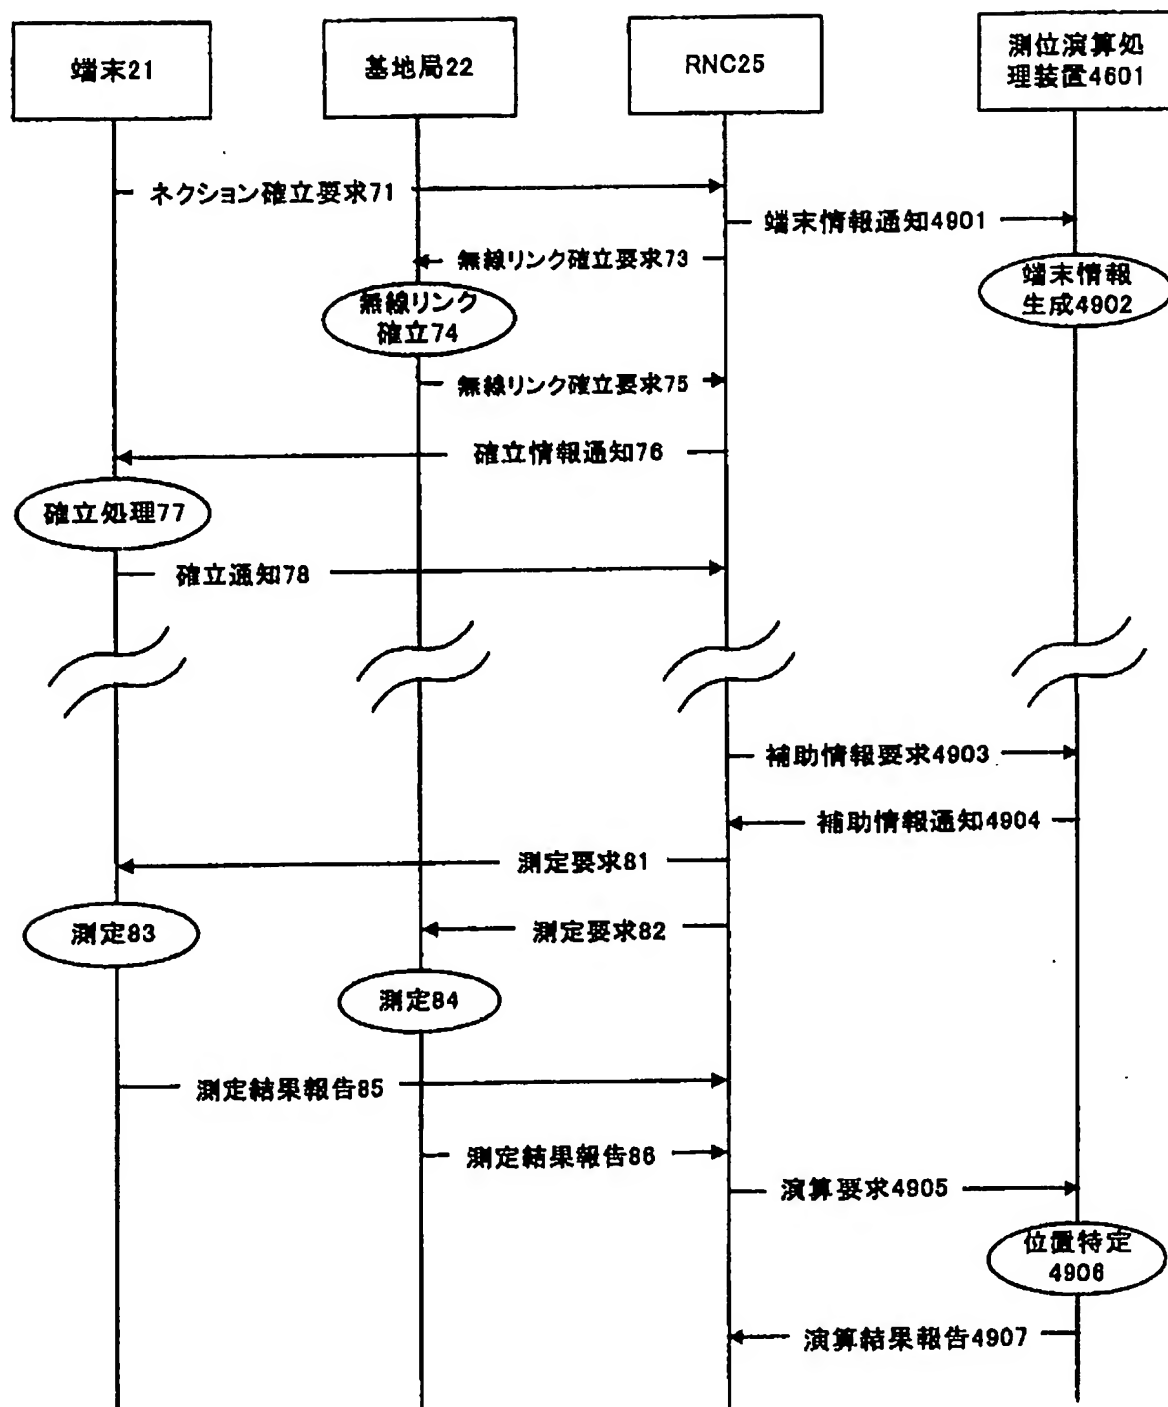 端末21
基地局22
RNC25
測位演算処
理装置4601
ネクション確立要求71
端末情報通知4901
無線リンク確立要求73
端末情報
生成4902
無線リンク
確立74
無線リンク確立要求75
確立情報通知76
確立処理77
確立通知78
補助情報要求4903
補助情報通知4904
測定要求81
測定83
測定要求82
測定84
測定結果報告85
測定結果報告86
演算要求4905
位置特定
4906
演算結果報告4907